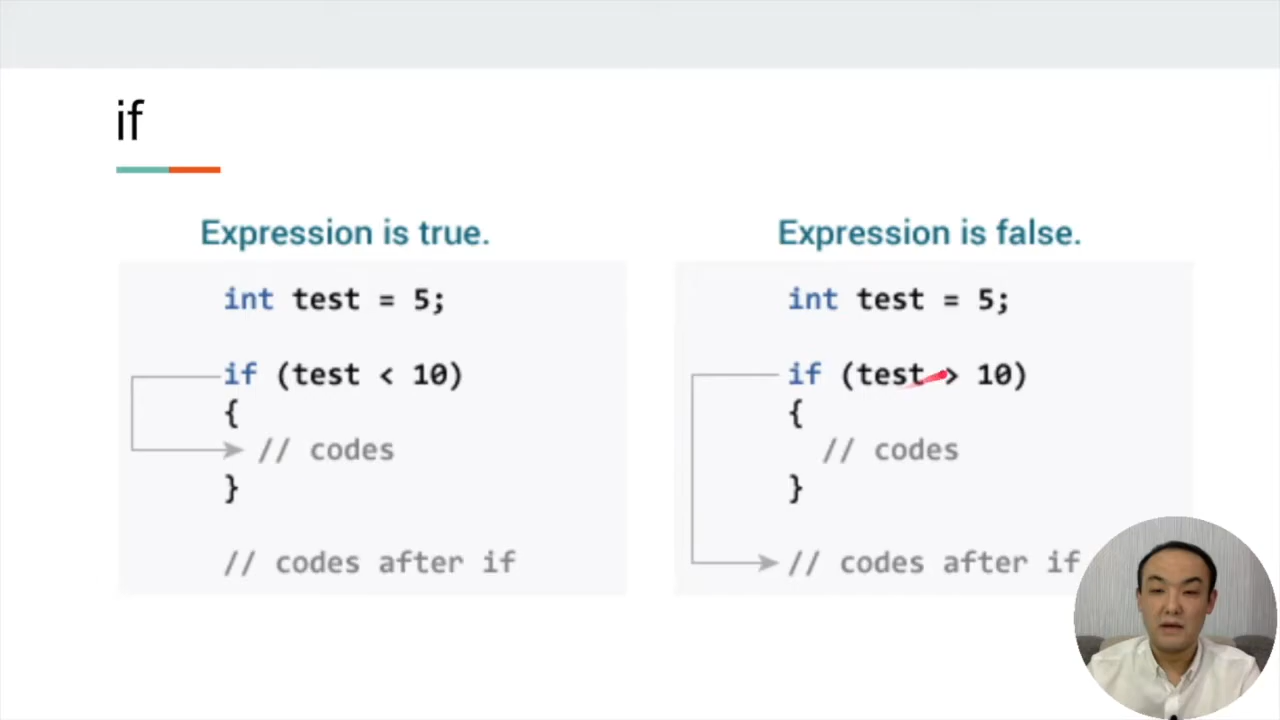 if
Expression is true.
int test = 5;
if (test < 10)
{
// codes
}
// codes after if
Expression is false.
int test = 5;
if (test > 10)
{
// codes
}
// codes after if